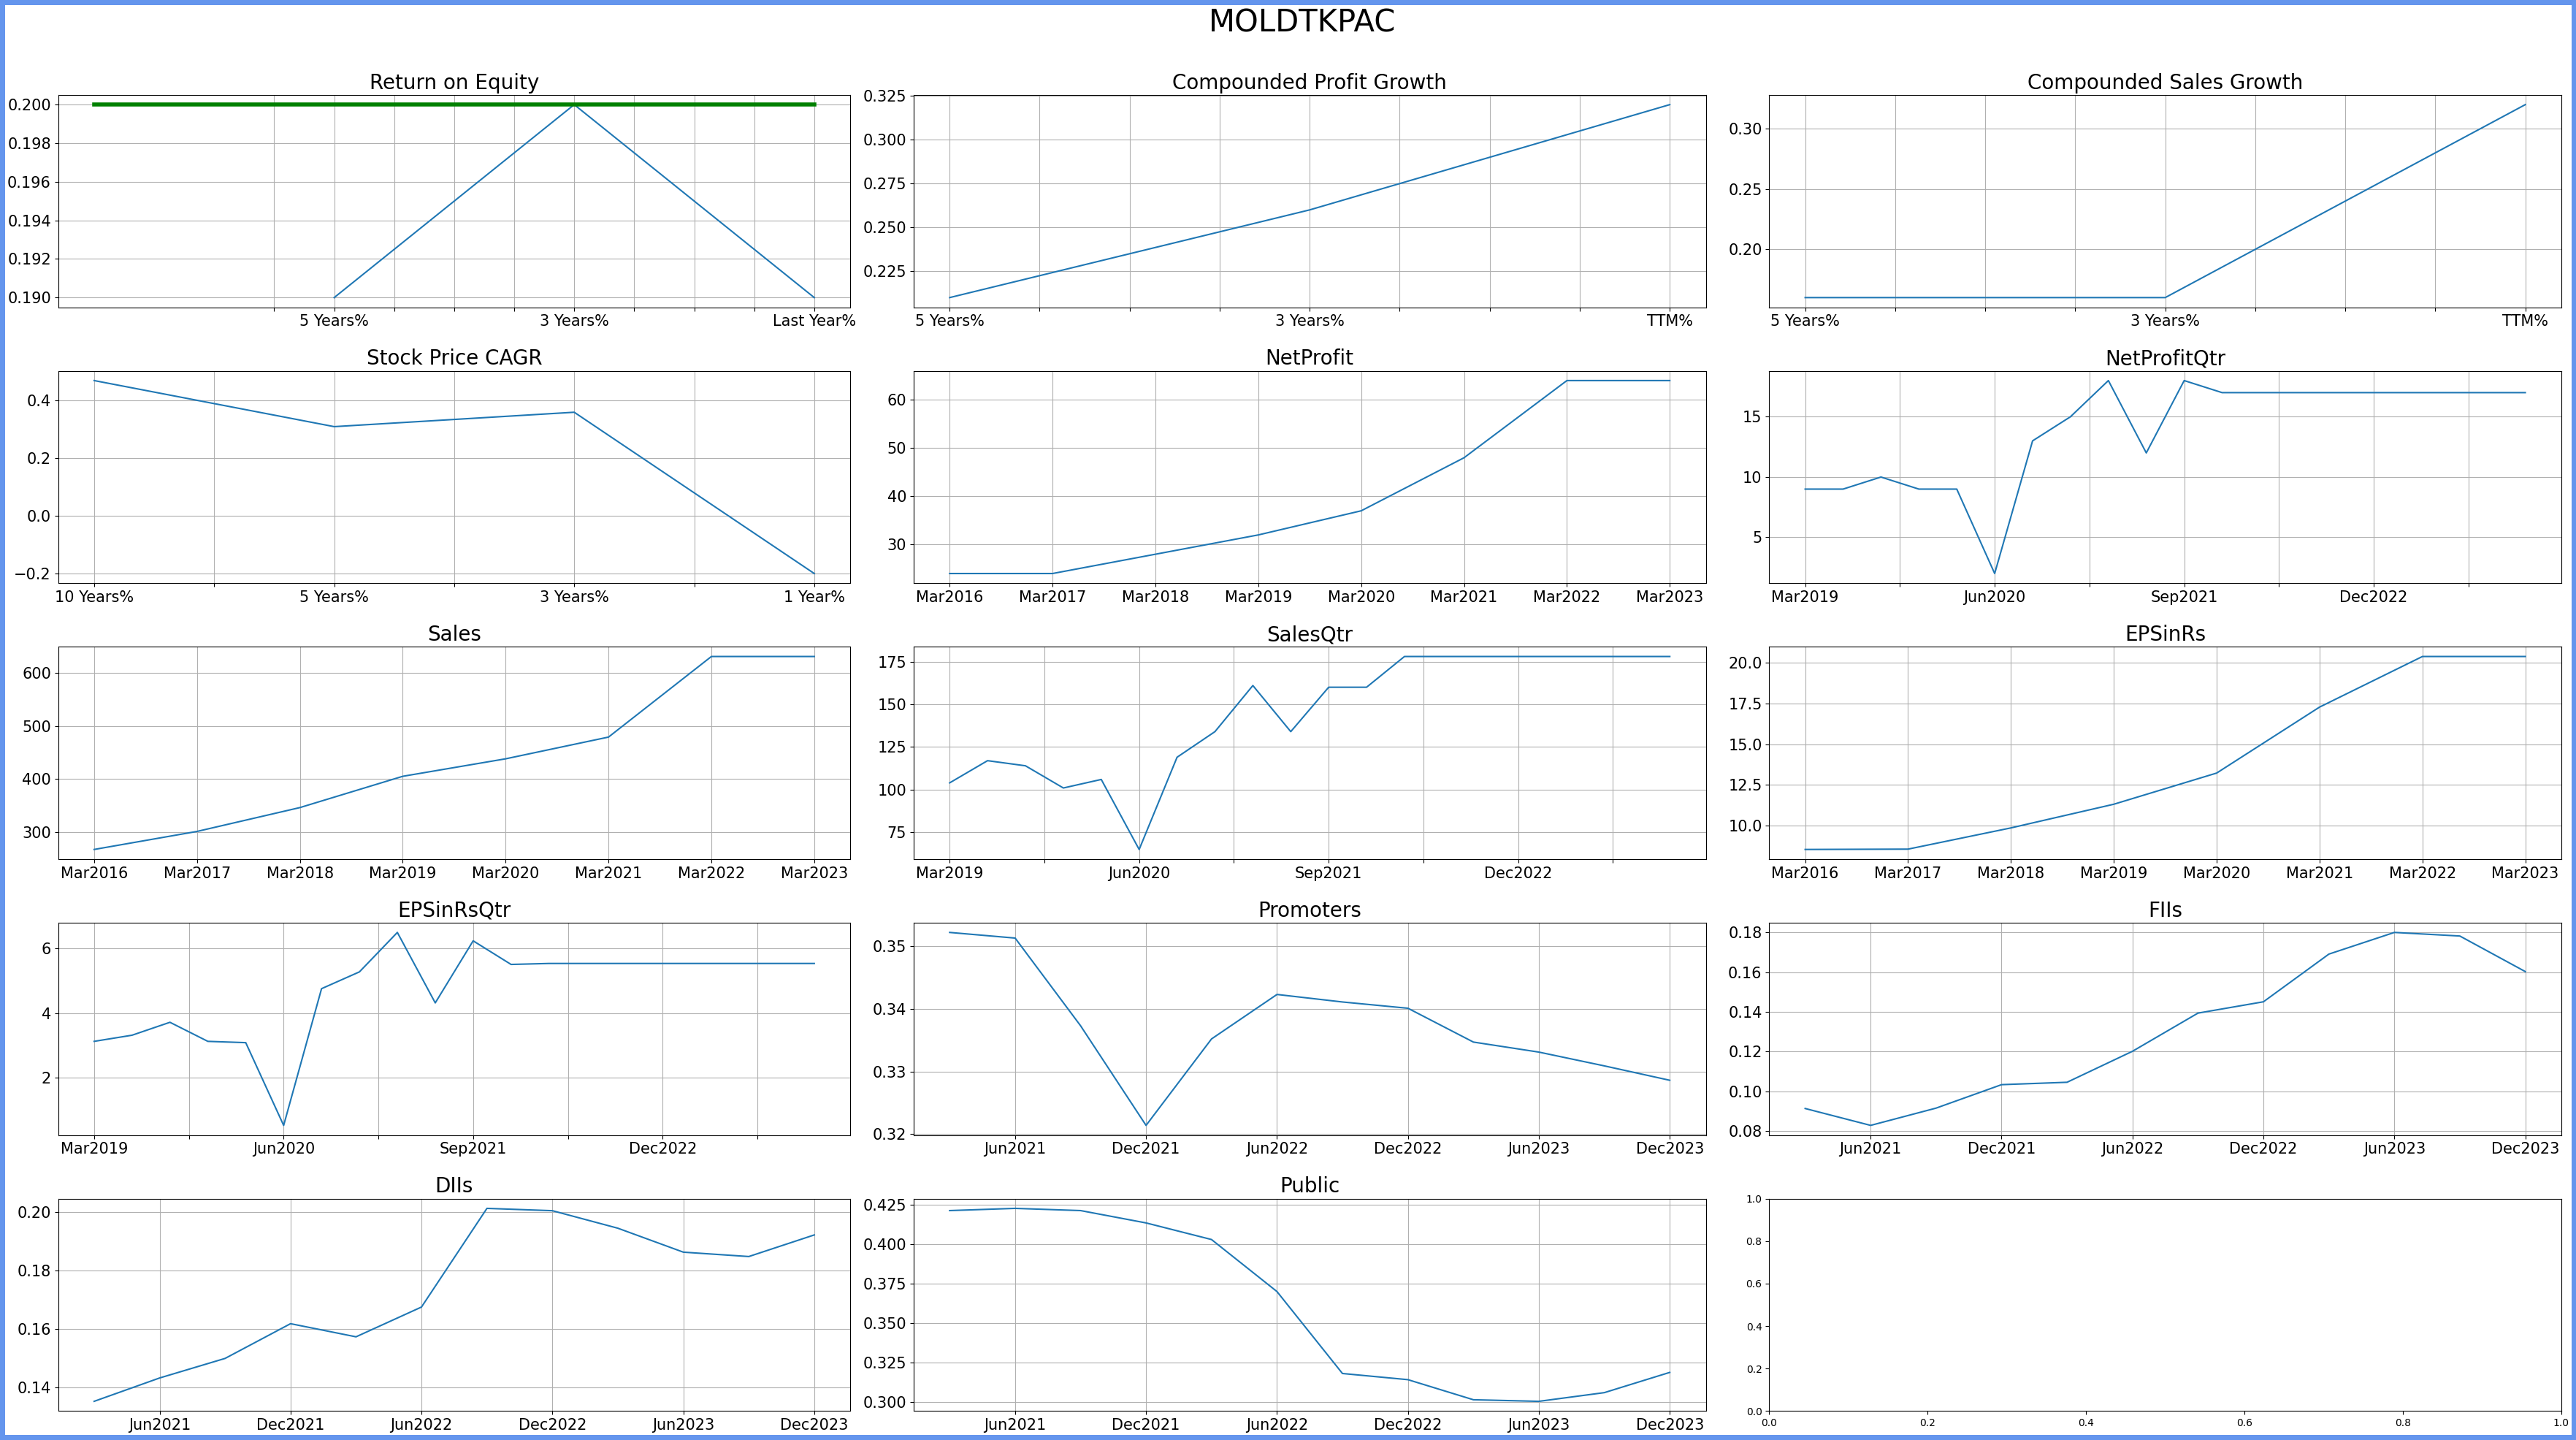 MOLDTKPAC
Return on Equity
0.200
0.198
0.196
0.194
0.192
0.190
5 Years% 3 Years% Last Year%
Compounded Profit Growth
0.325
0.300
0.275
0.250
0.225
5 Years% 3 Years% TTM%
Compounded Sales Growth
0.30
0.25
0.20
5 Years% 3 Years% TTM%
Stock Price CAGR
0.4
0.2
0.0
−0.2
10 Years% 5 Years% 3 Years% 1 Year%
NetProfit
60
50
40
30
Mar2016 Mar2017 Mar2018 Mar2019 Mar2020 Mar2021 Mar2022 Mar2023
NetProfitQtr
15
10
5
Mar2019 Jun2020 Sep2021 Dec2022
Sales
600
500
400
300
Mar2016 Mar2017 Mar2018 Mar2019 Mar2020 Mar2021 Mar2022 Mar2023
SalesQtr
175
150
125
100
75
Mar2019 Jun2020 Sep2021 Dec2022
EPSinRs
20.0
17.5
15.0
12.5
10.0
Mar2016 Mar2017 Mar2018 Mar2019 Mar2020 Mar2021 Mar2022 Mar2023
EPSinRsQtr
6
4
2
Mar2019 Jun2020 Sep2021 Dec2022
Promoters
0.35
0.34
0.33
0.32
Jun2021 Dec2021 Jun2022 Dec2022 Jun2023 Dec2023
FIIs
0.18
0.16
0.14
0.12
0.10
0.08
Jun2021 Dec2021 Jun2022 Dec2022 Jun2023 Dec2023
DIIs
0.20
0.18
0.16
0.14
Jun2021 Dec2021 Jun2022 Dec2022 Jun2023 Dec2023
Public
0.425
0.400
0.375
0.350
0.325
0.300
Jun2021 Dec2021 Jun2022 Dec2022 Jun2023 Dec2023
1.0
0.8
0.6
0.4
0.2
0.0
0.0 0.2 0.4 0.6 0.8 1.0